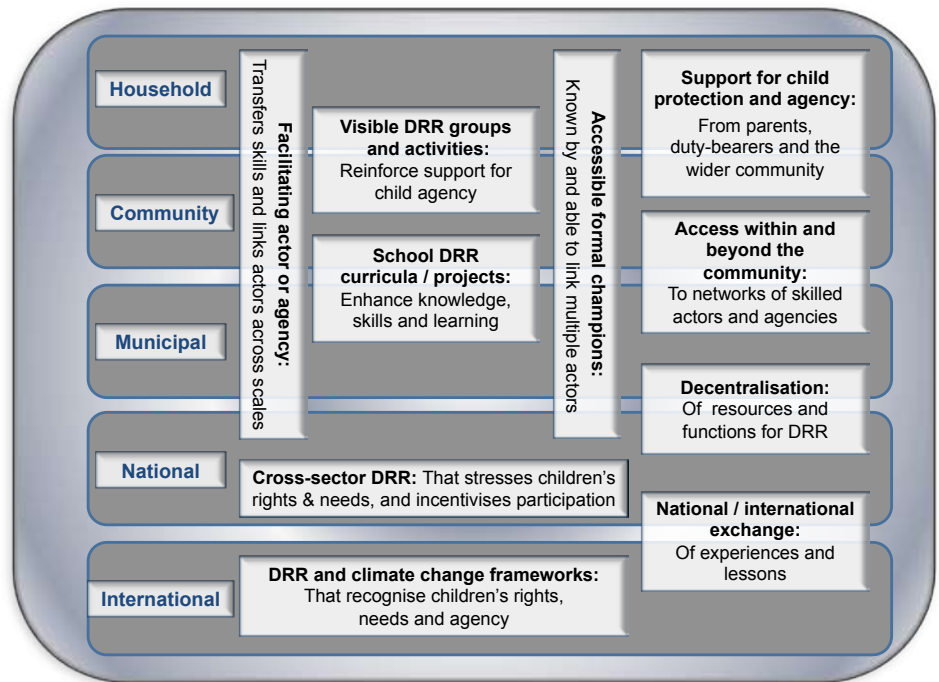 Household
Community
Municipal
National
International
Facilitating actor or agency:
Transfers skills and links actors across scales
Visible DRR groups
and activities:
Reinforce support for
child agency
School DRR
curricula / projects:
Enhance knowledge,
skills and learning
Accessible formal champions:
Known by and able to link multiple actors
Support for child
protection and agency:
From parents,
duty-bearers and the
wider community
Access within and
beyond the
community:
To networks of skilled
actors and agencies
Decentralisation:
Of resources and
functions for DRR
Cross-sector DRR: That stresses children's
rights & needs, and incentivises participation
National / international
exchange:
Of experiences and
lessons
DRR and climate change frameworks:
That recognise children's rights,
needs and agency